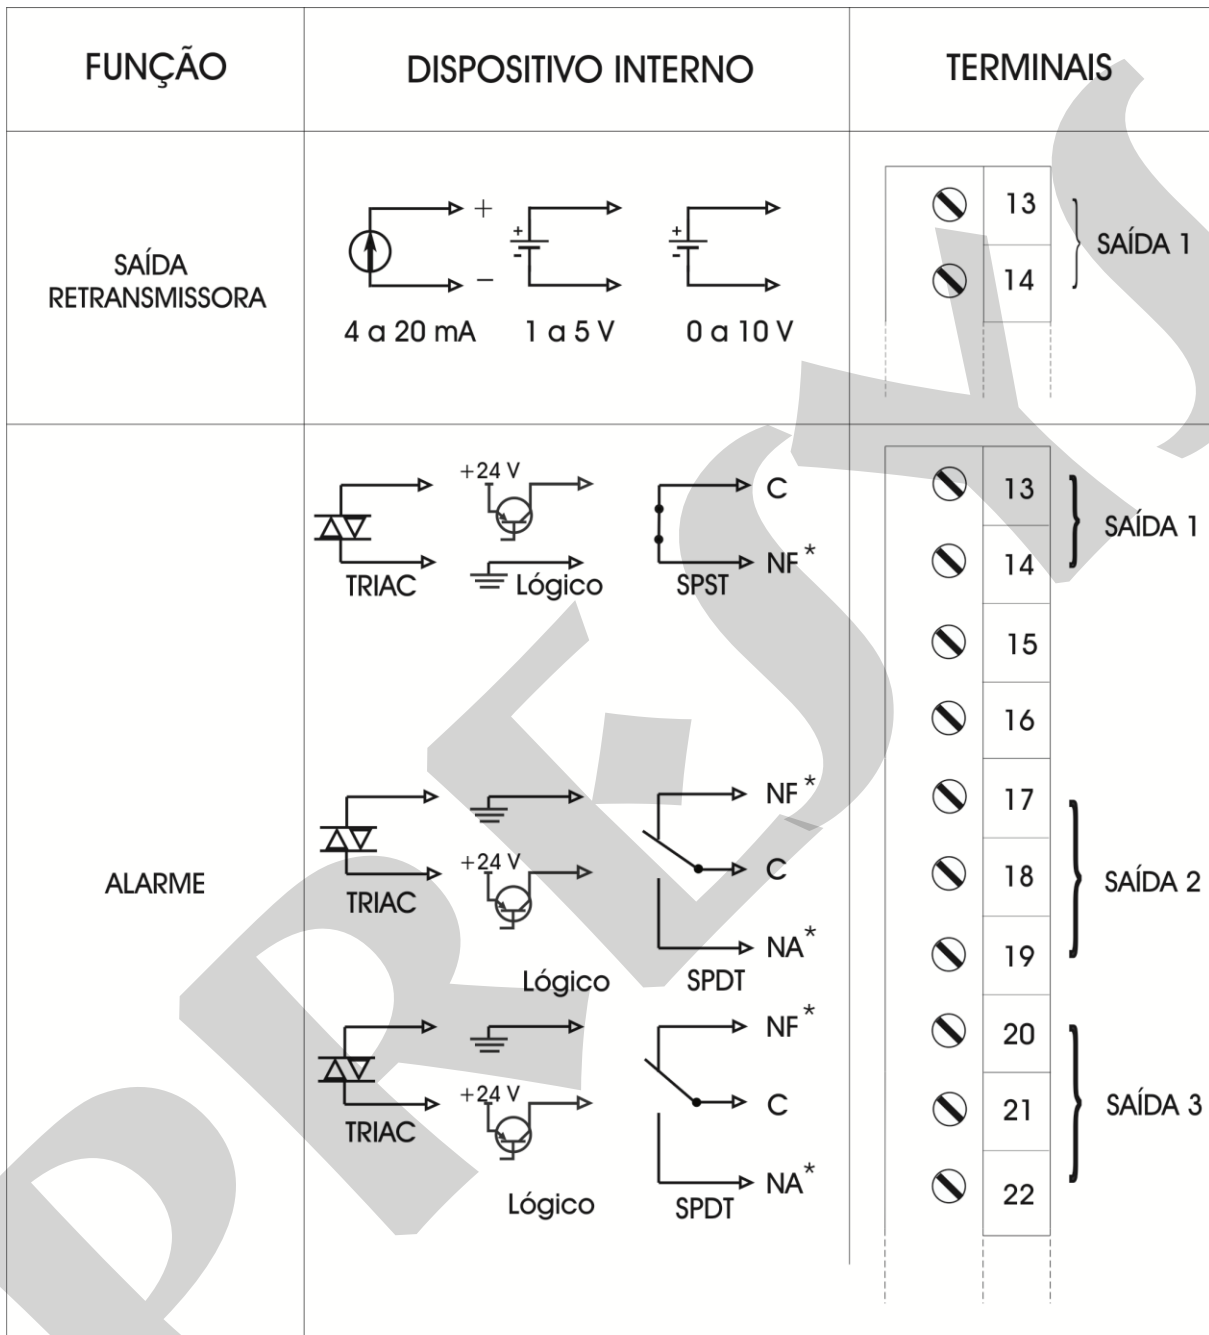 FUNÇÃO DISPOSITIVO INTERNO TERMINAIS
SAÍDA
RETRANSMISSORA
+
−
+
-
+
-
4 a 20 mA 1 a 5 V 0 a 10 V
13
14
SAÍDA 1
ALARME
+24 V
C
NF*
TRIAC Lógico SPST
13
14
SAÍDA 1
15
16
NF*
+24 V
C
TRIAC
NA*
Lógico SPDT
17
18
19
SAÍDA 2
NF*
+24 V
C
TRIAC
NA*
Lógico SPDT
20
21
22
SAÍDA 3
PRESYS